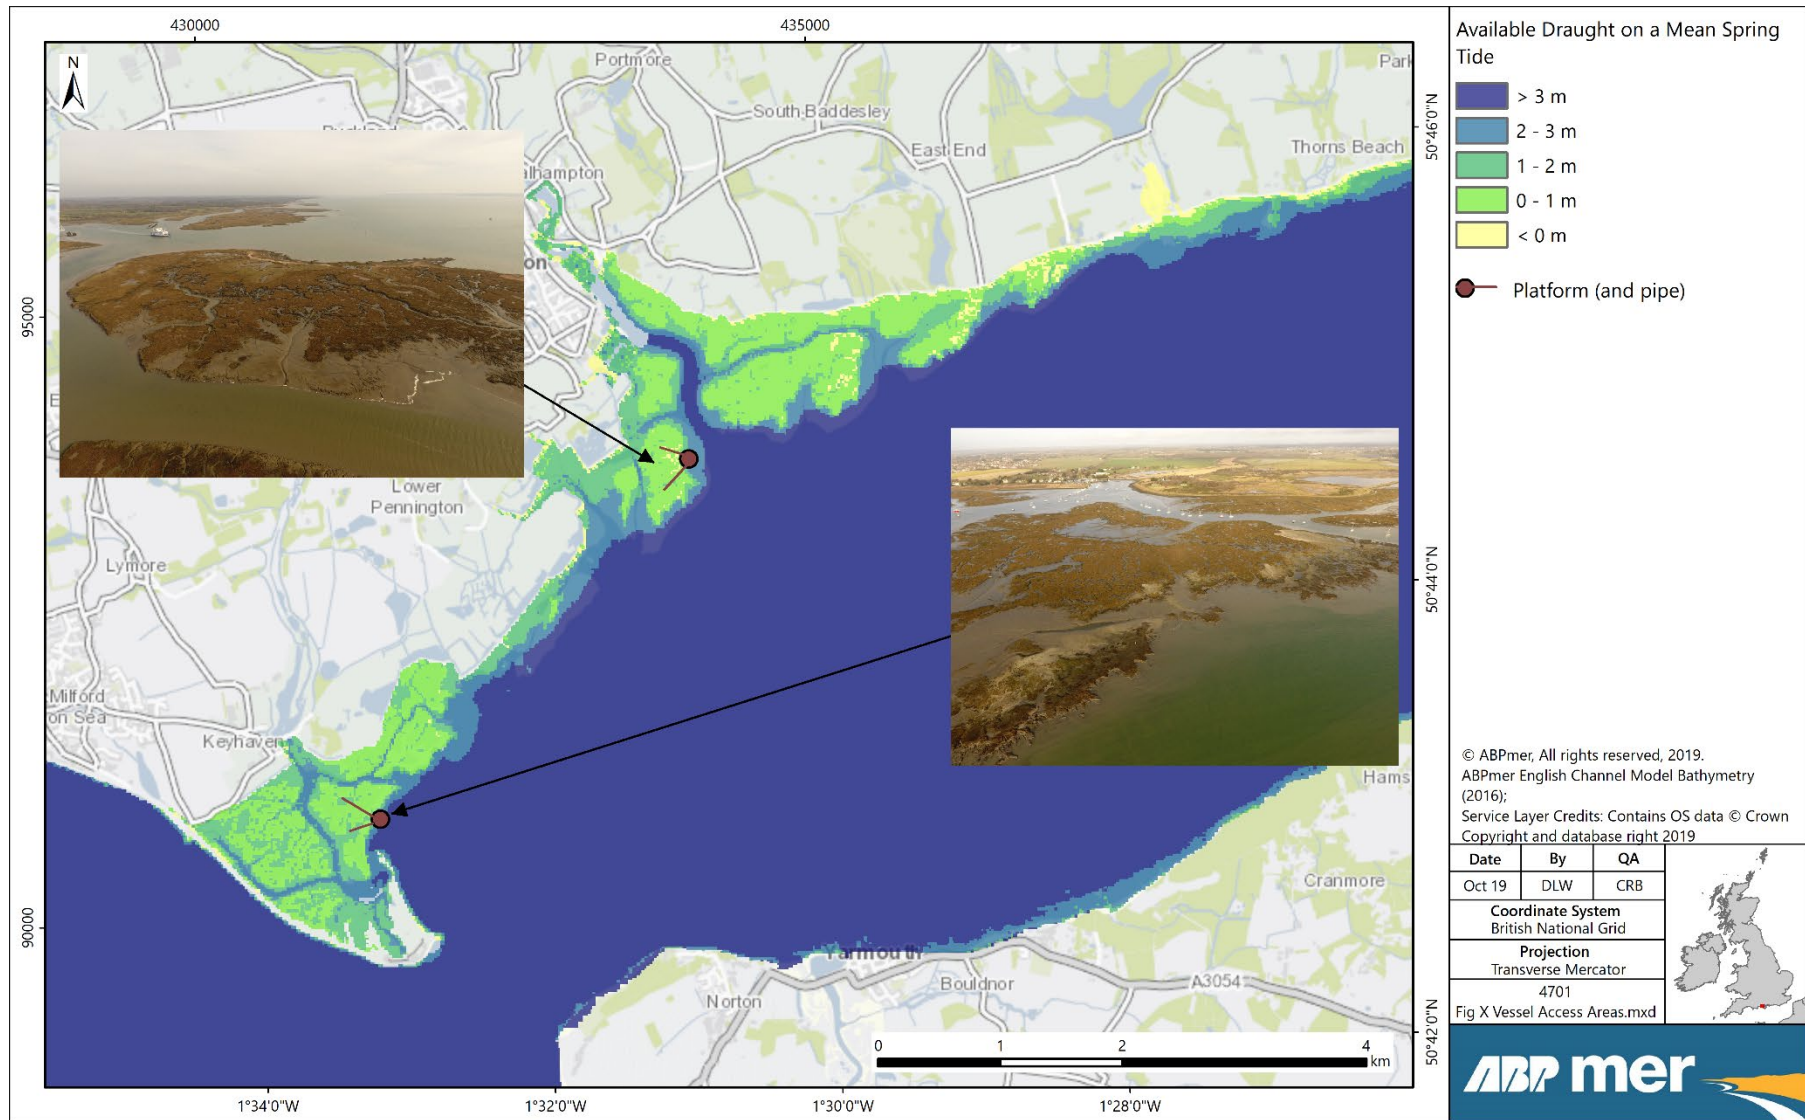 430000
435000
Available Draught on a Mean Spring
Tide
> 3 m
2 - 3 m
1 - 2 m
0 - 1 m
< 0 m
Platform (and pipe)
N
Portmore
Park
South Baddesley
50°46'0"N
East End
Thorns Beach
alhampton
on
95000
Lower
Pennington
Lymore
50°44'0"N
Milford
on Sea
Keyhaven
Hams
Cranmore
90000
Yarmouth
Bouldnor
A3054
Norton
50°42'0"N
0
1
2
4
km
1°34'0"W
1°32'0"W
1°30'0"W
1°28'0"W
© ABPmer, All rights reserved, 2019.
ABPmer English Channel Model Bathymetry
(2016);
Service Layer Credits: Contains OS data © Crown
Copyright and database right 2019
Date By QA
Oct 19 DLW CRB
Coordinate System
British National Grid
Projection
Transverse Mercator
4701
Fig X Vessel Access Areas.mxd
ABPmer